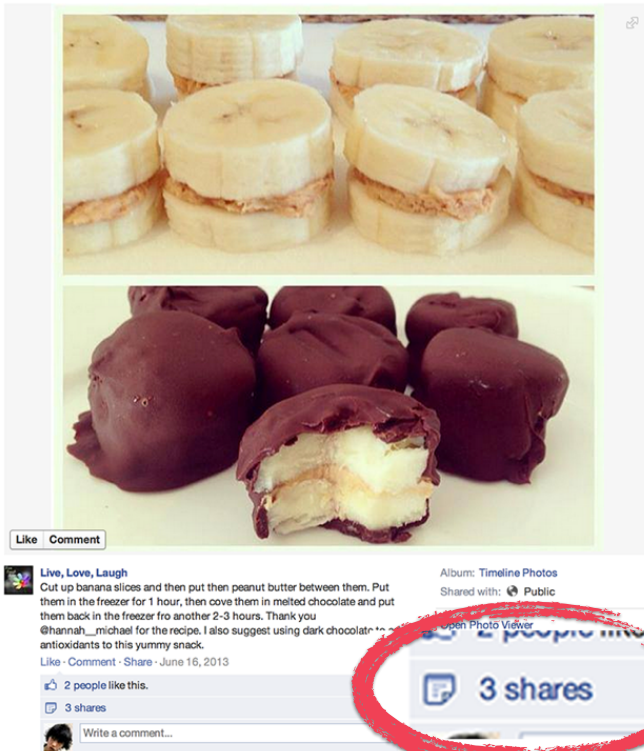 Like Comment
Live, Love, Laugh
Cut up banana slices and then put then peanut butter between them. Put
them in the freezer for 1 hour, then cove them in melted chocolate and put
them back in the freezer fro another 2-3 hours. Thank you
@hannah__michael for the recipe. I also suggest using dark chocolate to
antioxidants to this yummy snack.
Like · Comment · Share · June 16, 2013
2 people like this.
3 shares
Write a comment...
Album: Timeline Photos
Shared with: Public
Open Photo Viewer
2 people like
3 shares